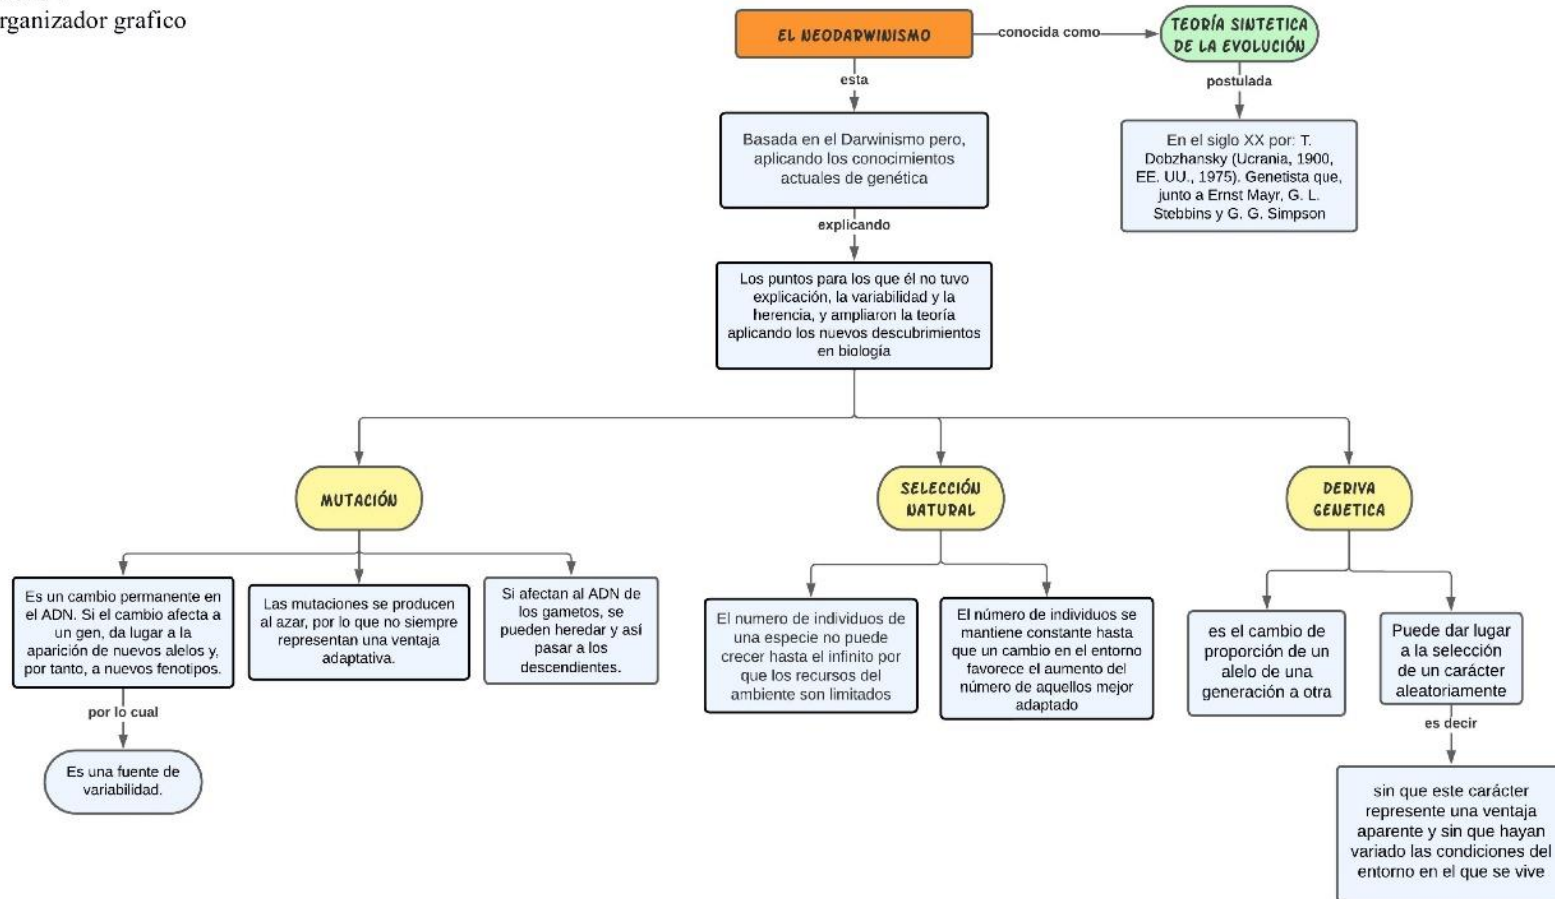 rganizador grafico
EL NEODARWINISMO
conocida como
TEORÍA SINTETICA
DE LA EVOLUCIÓN
esta
postulada
Basada en el Darwinismo pero,
aplicando los conocimientos
actuales de genética
En el siglo XX por: T.
Dobzhansky (Ucrania, 1900,
EE. UU., 1975). Genetista que,
junto a Ernst Mayr, G. L.
Stebbins y G. G. Simpson
explicando
Los puntos para los que él no tuvo
explicación, la variabilidad y la
herencia, y ampliaron la teoría
aplicando los nuevos descubrimientos
en biología
MUTACIÓN
Es un cambio permanente en
el ADN. Si el cambio afecta a
un gen, da lugar a la
aparición de nuevos alelos y,
por tanto, a nuevos fenotipos.
por lo cual
Es una fuente de
variabilidad.
Las mutaciones se producen
al azar, por lo que no siempre
representan una ventaja
adaptativa.
Si afectan al ADN de
los gametos, se
pueden heredar y así
pasar a los
descendientes.
SELECCIÓN
NATURAL
El numero de individuos de
una especie no puede
crecer hasta el infinito por
que los recursos del
ambiente son limitados
El número de individuos se
mantiene constante hasta
que un cambio en el entorno
favorece el aumento del
número de aquellos mejor
adaptado
DERIVA
GENETICA
es el cambio de
proporción de un
alelo de una
generación a otra
Puede dar lugar
a la selección
de un carácter
aleatoriamente
es decir
sin que este carácter
represente una ventaja
aparente y sin que hayan
variado las condiciones del
entorno en el que se vive